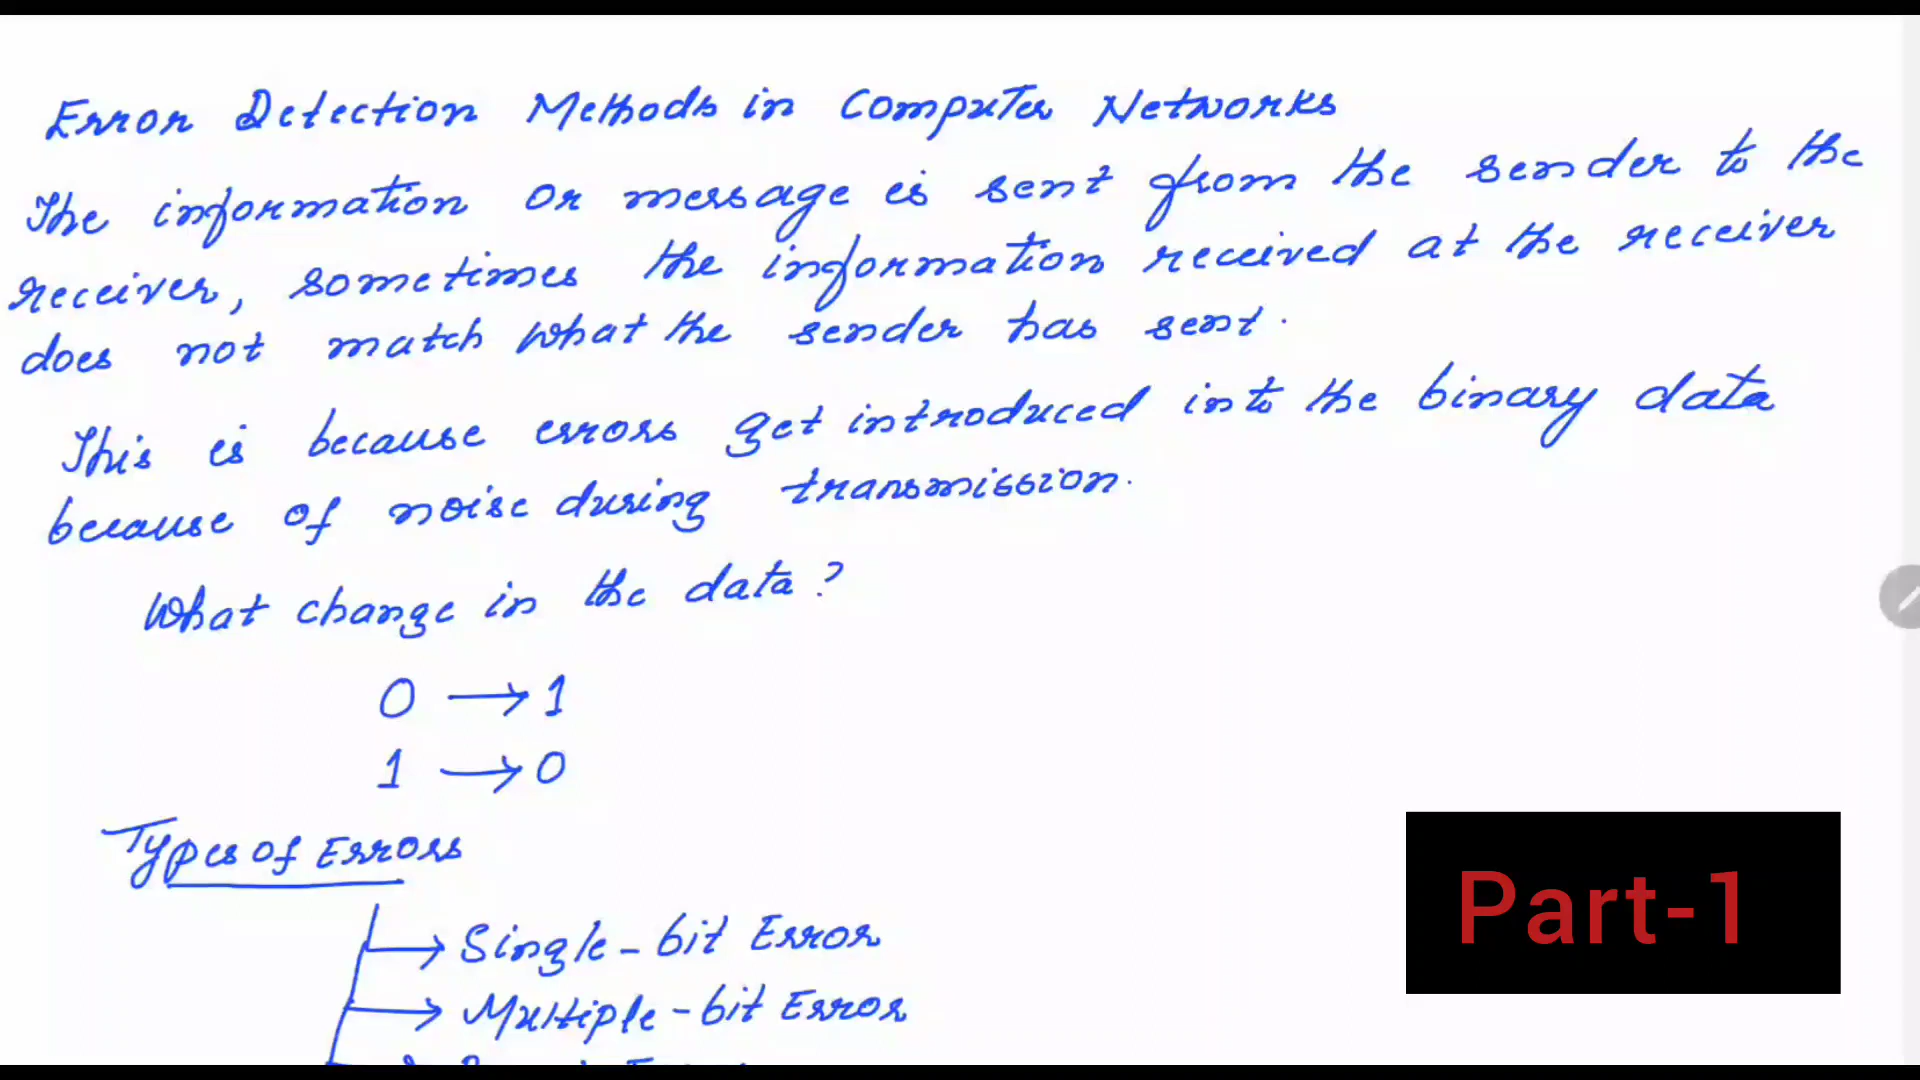 Error Detection Methods in Computer Networks
The information or message is sent from the sender to the
receiver, sometimes the information received at the receiver
does not match what the sender has sent.
This is because errors get introduced into the binary data
because of noise during transmission.
What change in the data?
0 → 1
1 → 0
Types of Errors
→ Single-bit Error
→ Multiple-bit Error
Part-1